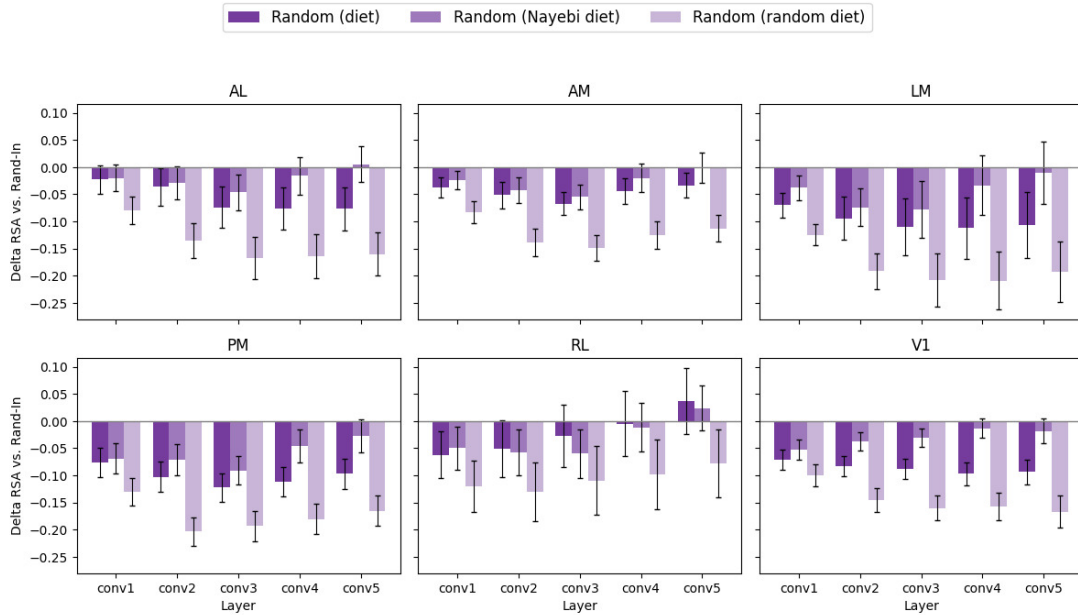 Random (diet) Random (Nayebi diet) Random (random diet)
AL AM LM
Delta RSA vs. Rand-In
0.10
0.05
0.00
−0.05
−0.10
−0.15
−0.20
−0.25
PM RL V1
Delta RSA vs. Rand-In
0.10
0.05
0.00
−0.05
−0.10
−0.15
−0.20
−0.25
conv1 conv2 conv3 conv4 conv5 conv1 conv2 conv3 conv4 conv5 conv1 conv2 conv3 conv4 conv5
Layer Layer Layer